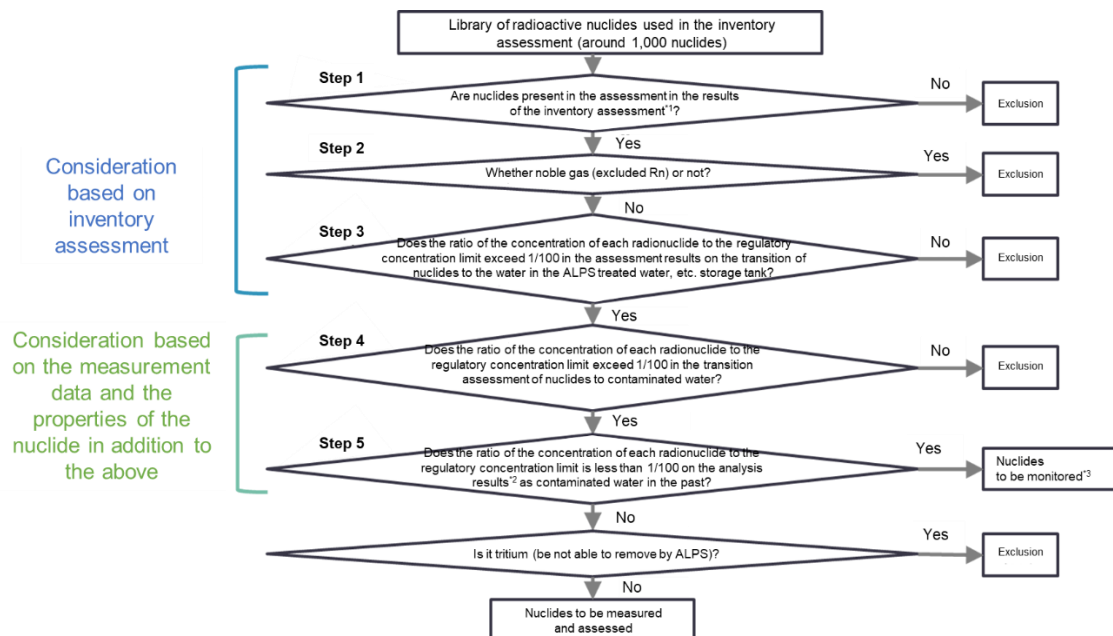 Library of radioactive nuclides used in the inventory
assessment (around 1,000 nuclides)
Step 1
Are nuclides present in the assessment in the results
of the inventory assessment*1?
No
Exclusion
Yes
Step 2
Whether noble gas (excluded Rn) or not?
Yes
Exclusion
No
Step 3
Does the ratio of the concentration of each radionuclide to the regulatory
concentration limit exceed 1/100 in the assessment results on the transition of
nuclides to the water in the ALPS treated water, etc. storage tank?
No
Exclusion
Yes
Consideration
based on
inventory
assessment
Step 4
Does the ratio of the concentration of each radionuclide to the
regulatory concentration limit exceed 1/100 in the transition
assessment of nuclides to contaminated water?
No
Exclusion
Yes
Step 5
Does the ratio of the concentration of each radionuclide to the
regulatory concentration limit is less than 1/100 on the analysis
results*2 as contaminated water in the past?
Yes
Nuclides
to be monitored*3
No
Consideration based
on the measurement
data and the
properties of the
nuclide in addition to
the above
Is it tritium (be not able to remove by ALPS)?
Yes
Exclusion
No
Nuclides to be measured
and assessed